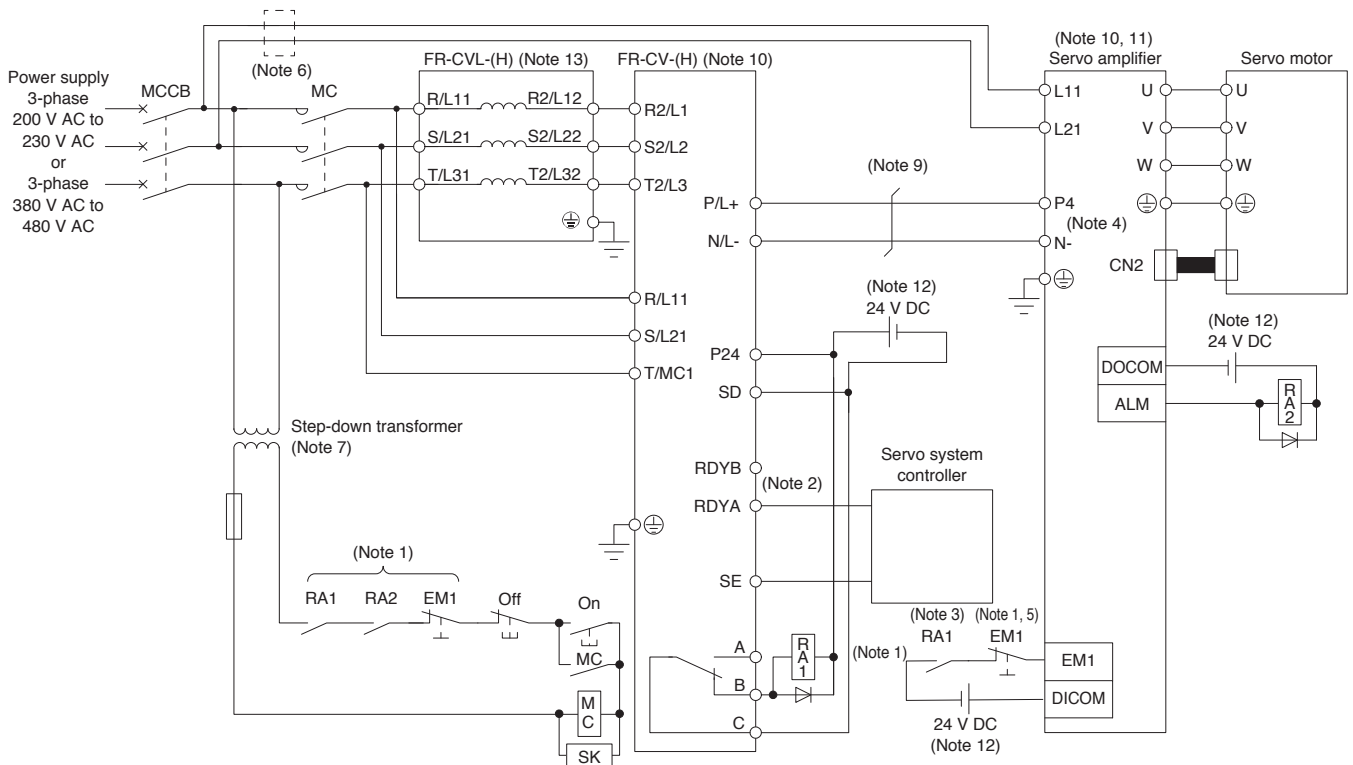 (Note 10, 11)
FR-CVL-(H) (Note 13)
FR-CV-(H) (Note 10)
Servo amplifier
Servo motor
(Note 6)
Power supply
3-phase
200 V AC to
230 V AC
or
3-phase
380 V AC to
480 V AC
MCCB
MC
R/L11
R2/L12
S/L21
S2/L22
T/L31
T2/L32
R2/L1
S2/L2
T2/L3
L11
L21
U
V
W
U
V
W
(Note 9)
P/L+
N/L-
P4
(Note 4)
N-
CN2
R/L11
S/L21
T/MC1
(Note 12)
24 V DC
P24
SD
(Note 12)
24 V DC
DOCOM
ALM
RA2
Step-down transformer
(Note 7)
RDYB
(Note 2)
RDYA
SE
Servo system
controller
(Note 1)
RA1
RA2
EM1
Off
On
MC
MC
SK
A
B
C
RA1
(Note 1)
(Note 3)
RA1
(Note 1, 5)
EM1
EM1
DICOM
24 V DC
(Note 12)